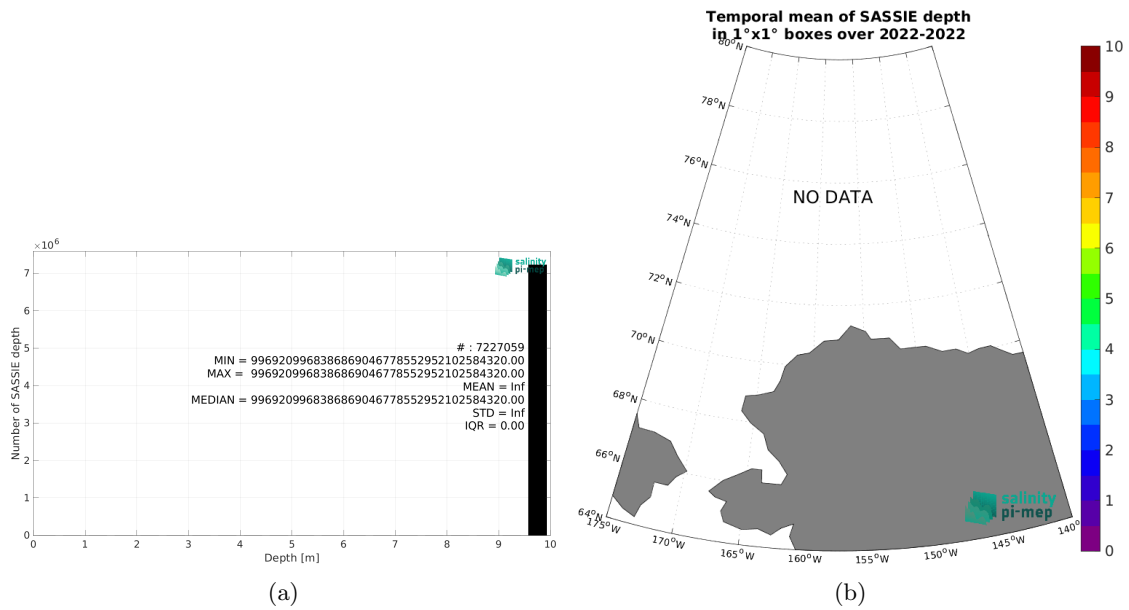 ×10⁶
7
6
5
4
3
2
1
0
Number of SASSIE depth
salinity
pi-mep
# : 7227059
MIN = 9969209968386869046778552952102584320.00
MAX = 9969209968386869046778552952102584320.00
MEAN = Inf
MEDIAN = 9969209968386869046778552952102584320.00
STD = Inf
IQR = 0.00
0 1 2 3 4 5 6 7 8 9 10
Depth [m]
(a)
Temporal mean of SASSIE depth
in 1°x1° boxes over 2022-2022
80°N
78°N
76°N
74°N
72°N
70°N
68°N
66°N
64°N
NO DATA
175°W
170°W
165°W
160°W
155°W
150°W
145°W
140°
salinity
pi-mep
10
9
8
7
6
5
4
3
2
1
0
(b)